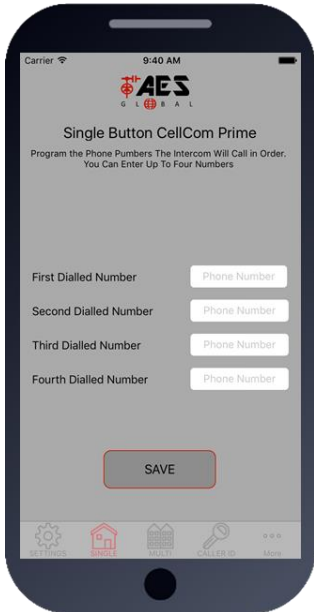 Carrier 9:40 AM
AES
GLOBAL
Single Button CellCom Prime
Program the Phone Pumbers The Intercom Will Call in Order.
You Can Enter Up To Four Numbers
First Dialled Number Phone Number
Second Dialled Number Phone Number
Third Dialled Number Phone Number
Fourth Dialled Number Phone Number
SAVE
SETTINGS SINGLE MULTI CALLER ID More